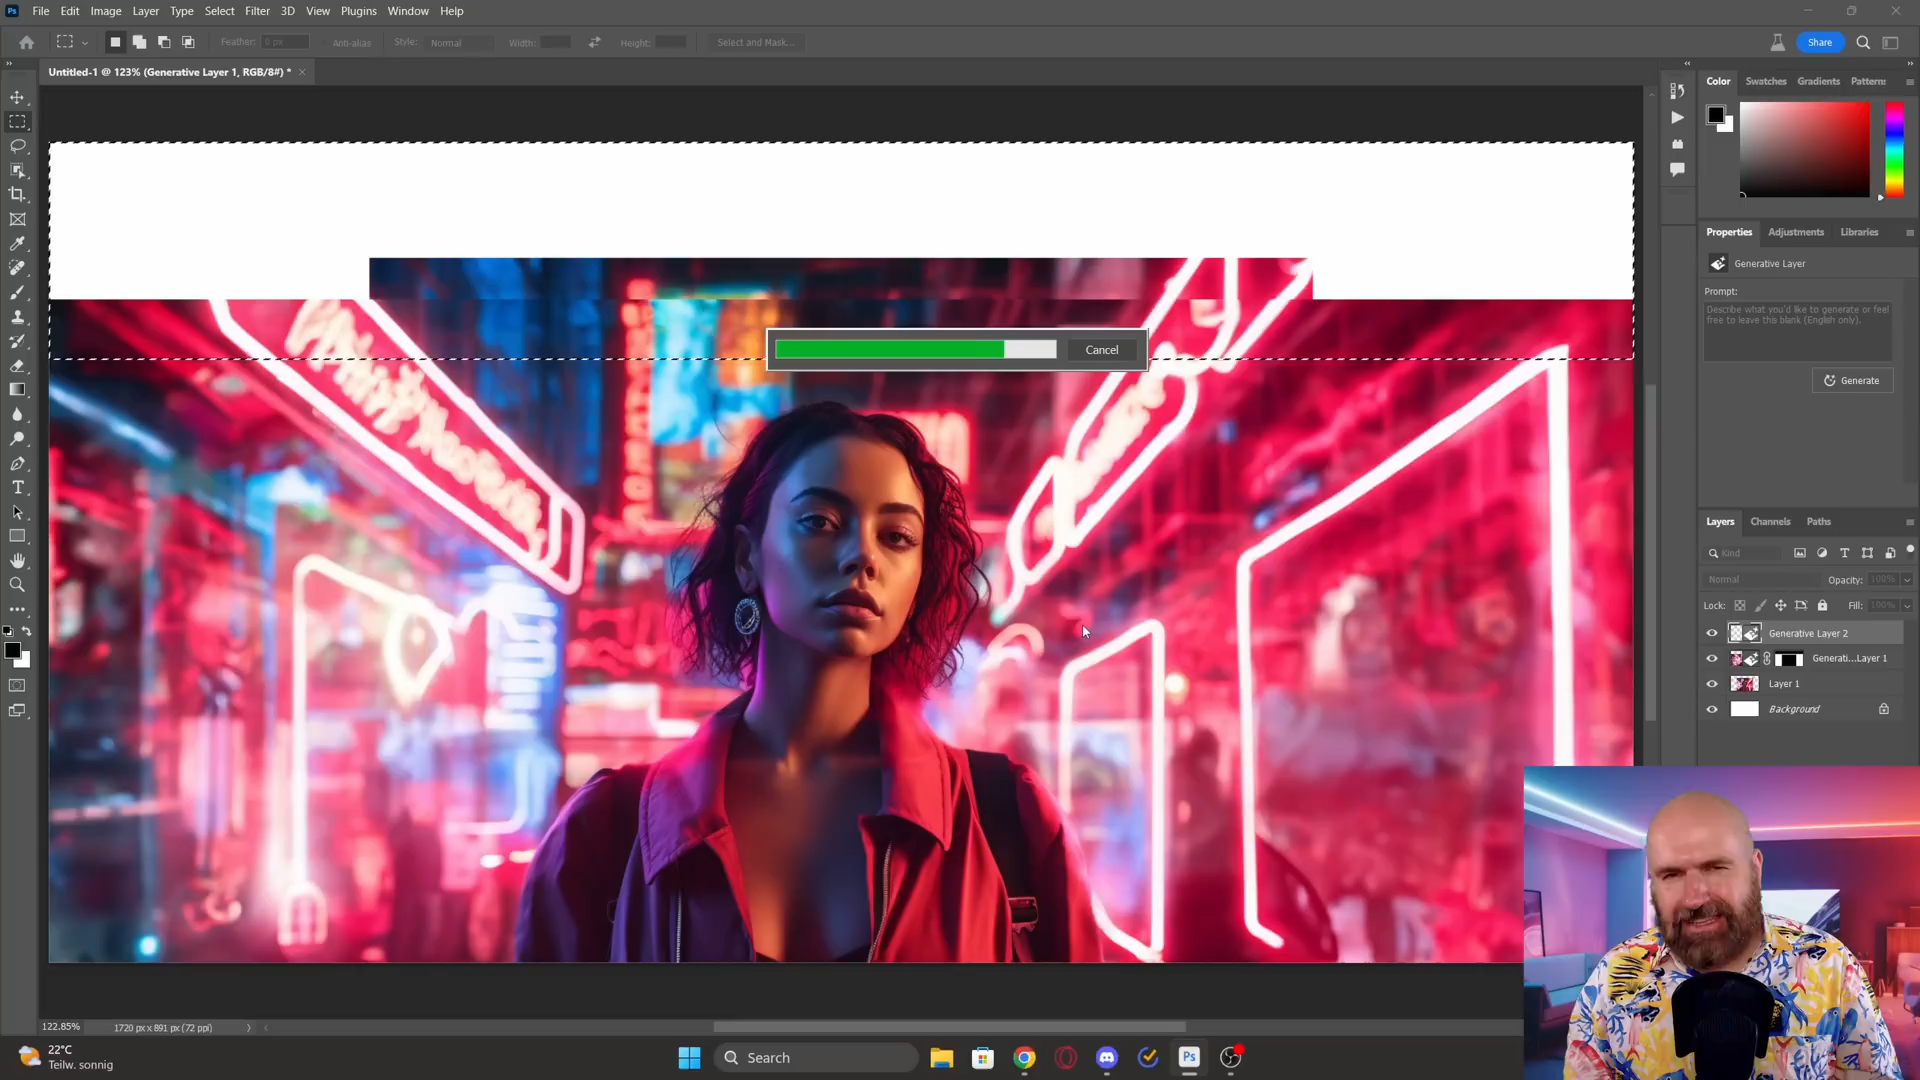 Ps File Edit Image Layer Type Select Filter 3D View Plugins Window Help
Feather: 0 px Anti-alias Style: Normal Width: Height: Select and Mask... Share
Untitled-1 @ 123% (Generative Layer 1, RGB/8#) *
Color Swatches Gradients Patterns
Properties Adjustments Libraries
Generative Layer
Prompt:
Describe what you'd like to generate or feel
free to leave this blank (English only).
Generate
Cancel
Layers Channels Paths
Kind
Normal Opacity: 100%
Lock: Fill: 100%
Generative Layer 2
Generati...Layer 1
Layer 1
Background
122.85% 1720 px x 891 px (72 ppi)
22°C
Teilw. sonnig
Search
Ps